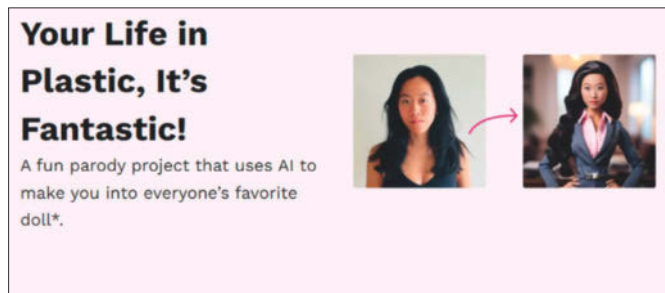 Your Life in
Plastic, It’s
Fantastic!
A fun parody project that uses AI to
make you into everyone’s favorite
doll*.